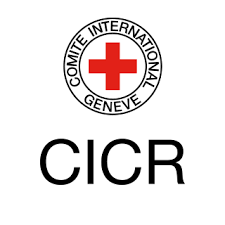 COMITE INTERNATIONAL
GENEVE
CICR